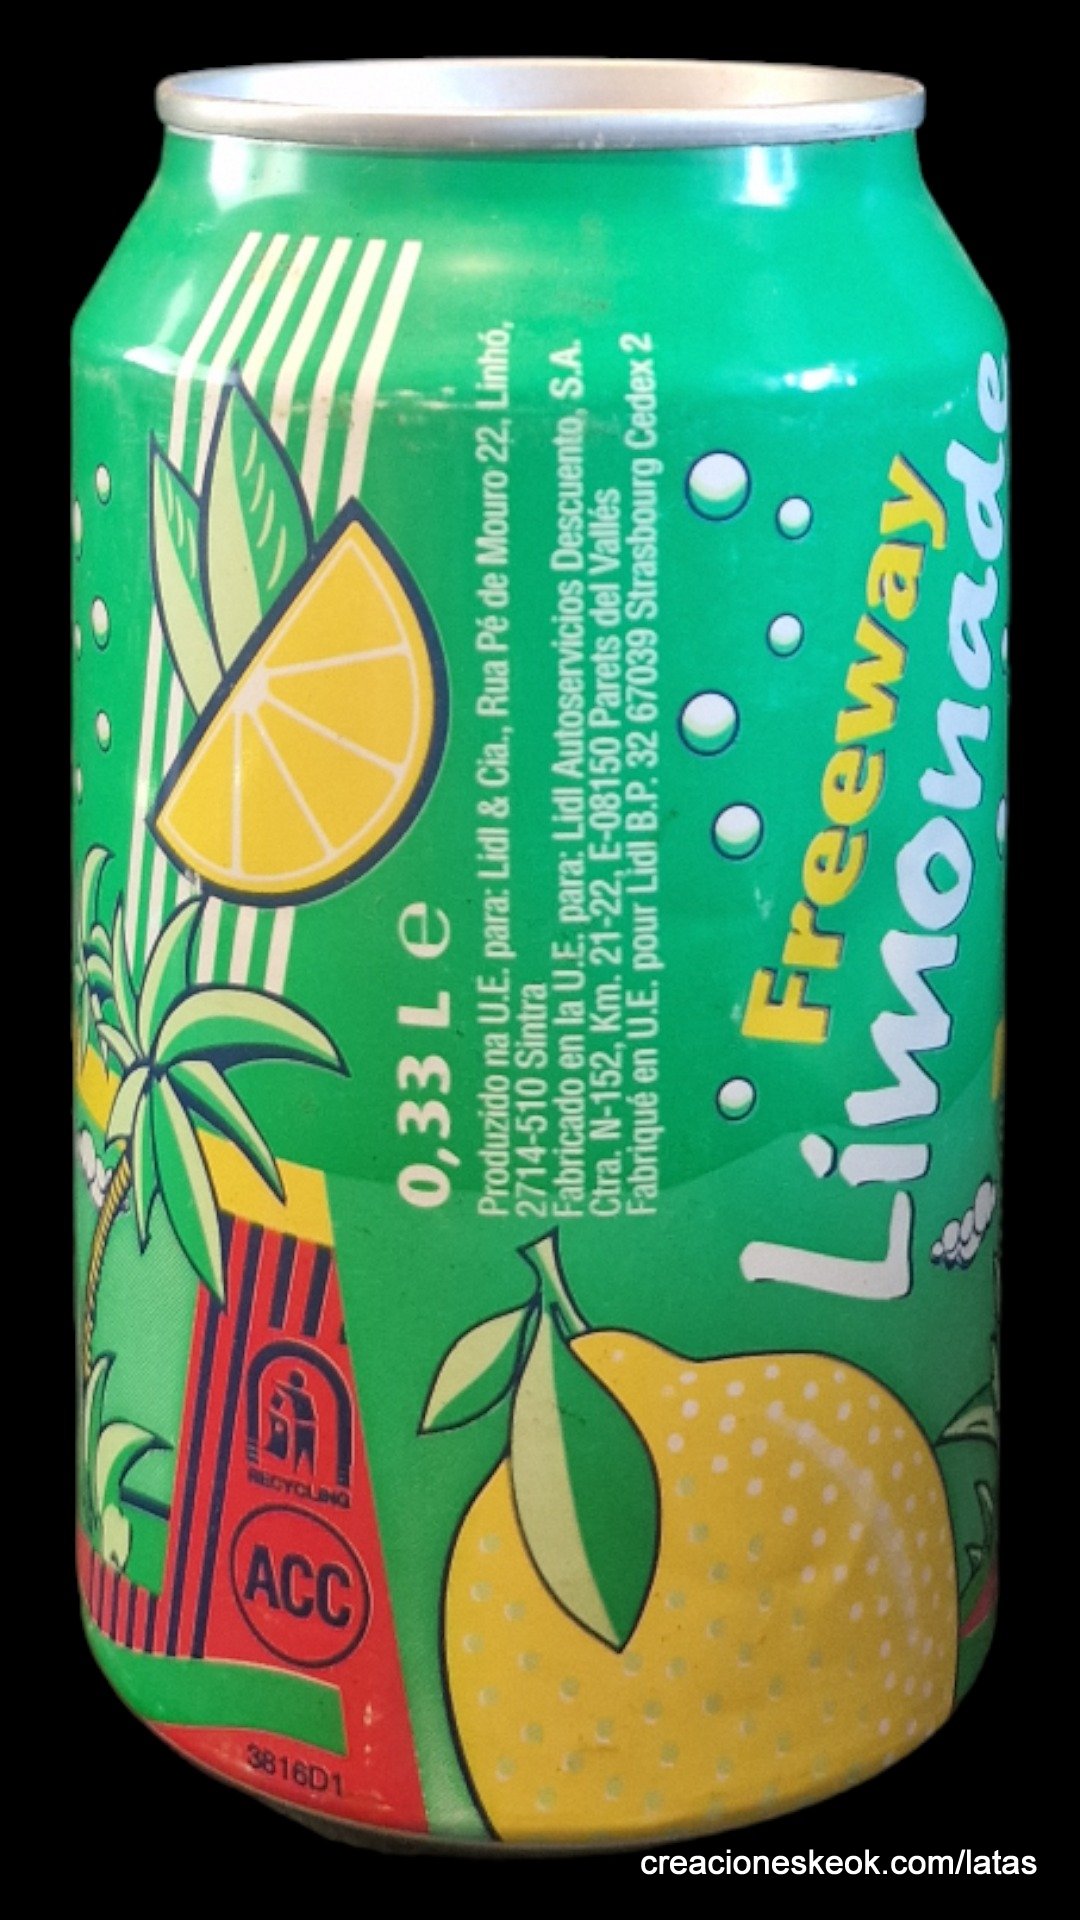 0,33 L e
Produzido na U.E. para: Lidl & Cia., Rua Pé de Mouro 22, Linhó,
2714-510 Sintra
Fabricado en la U.E. para: Lidl Autoservicios Descuento, S.A.
Ctra. N-152, Km. 21-22, E-08150 Parets del Vallés
Fabriqué en U.E. pour Lidl B.P. 32 67039 Strasbourg Cedex 2
Freeway
Limonade
RECYCLING
ACC
3816D1
creacioneskeok.com/latas